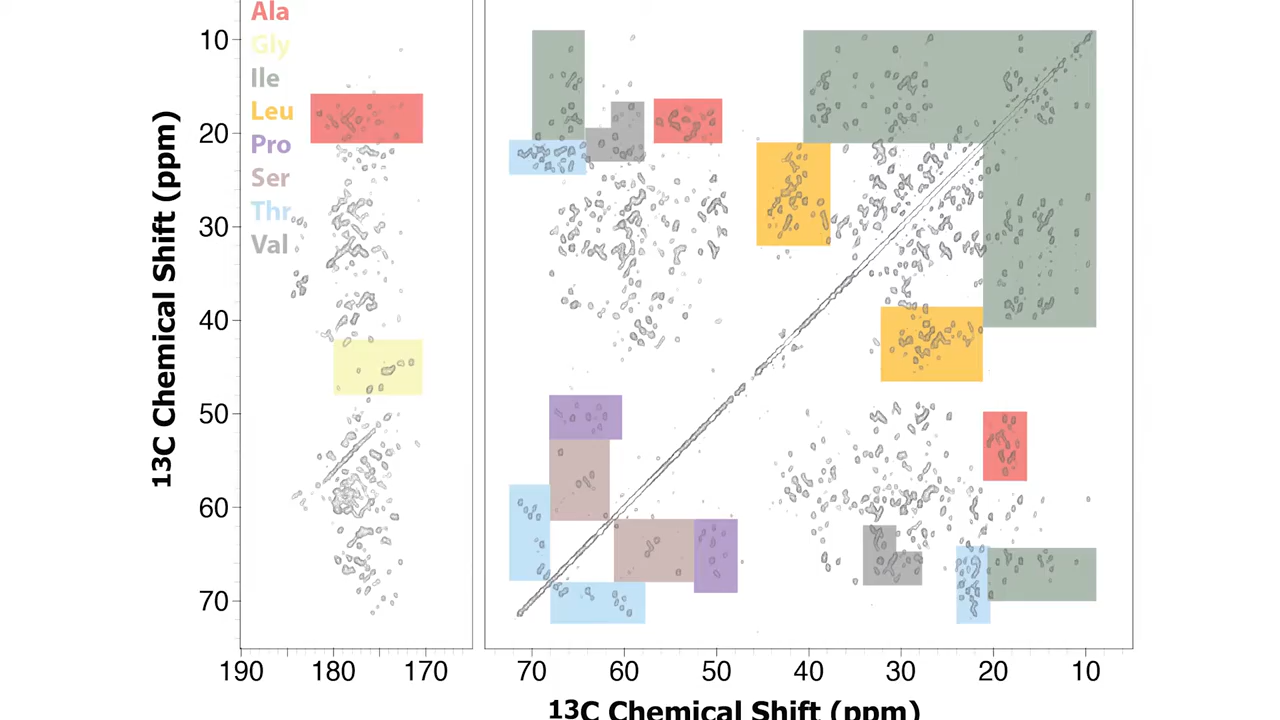 Ala
Gly
Ile
Leu
Pro
Ser
Thr
Val
10
20
30
40
50
60
70
13C Chemical Shift (ppm)
190 180 170 70 60 50 40 30 20 10
13C Chemical Shift (ppm)